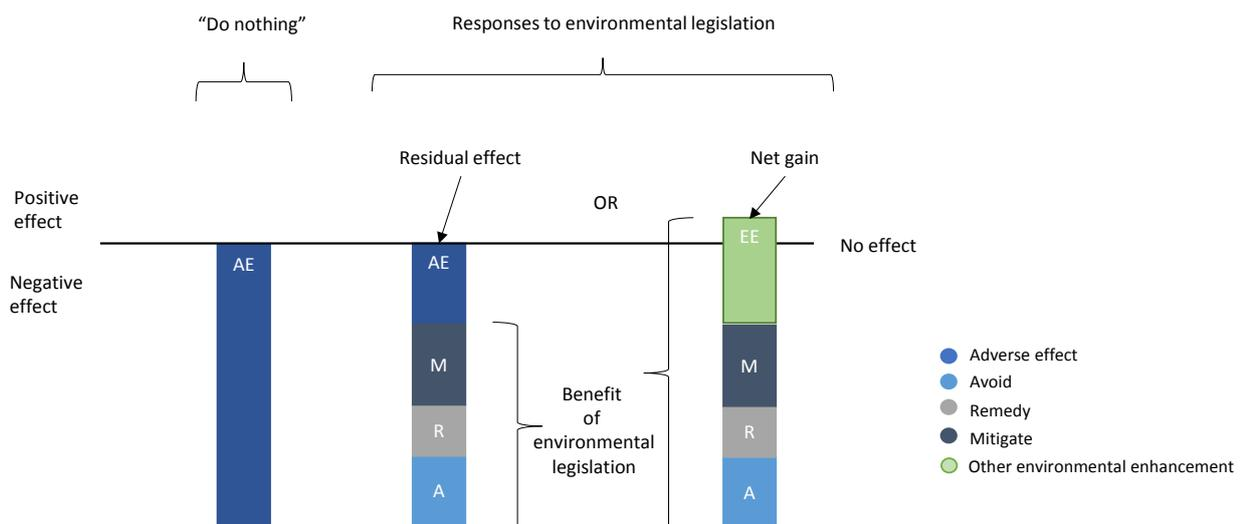 “Do nothing”
Responses to environmental legislation
Residual effect
Net gain
Positive
effect
OR
EE
No effect
AE
AE
Negative
effect
M
M
Adverse effect
Avoid
Remedy
Mitigate
Other environmental enhancement
Benefit
of
environmental
legislation
R
R
A
A